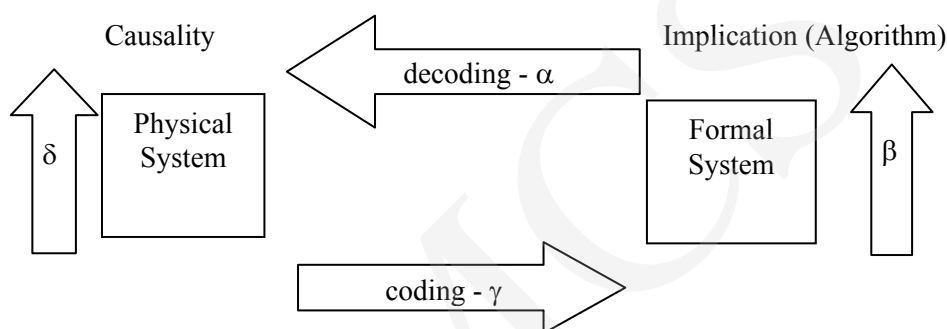 Causality
Implication (Algorithm)
decoding - α
Physical
System
Formal
System
δ
β
coding - γ